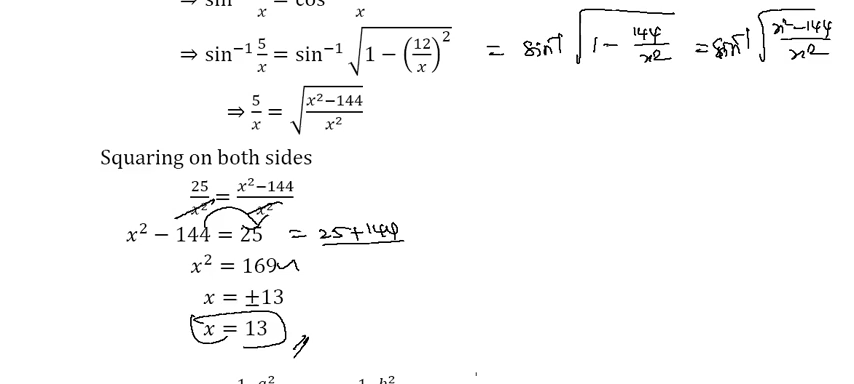 ⇒ sin x = cos x
⇒ sin⁻¹ 5/x = sin⁻¹ √(1 − (12/x)²) = sin⁻¹ √(1 − 144/x²) = sin⁻¹ √((x²−144)/x²)
⇒ 5/x = √((x²−144)/x²)
Squaring on both sides
25/x² = (x²−144)/x²
x² − 144 = 25 = 25+144
x² = 169
x = ±13
x = 13